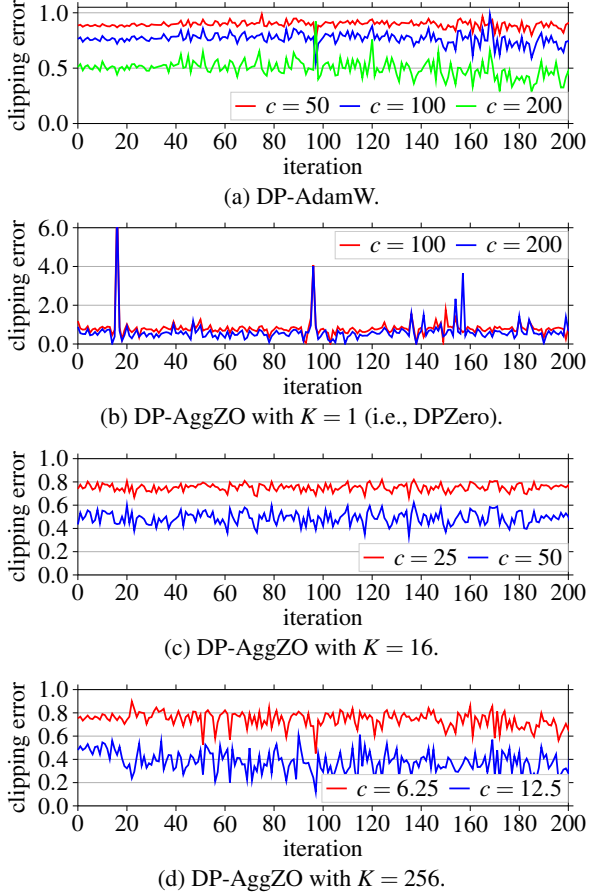 1.0
0.5
0.0
clipping error
c = 50 c = 100 c = 200
0 20 40 60 80 100 120 140 160 180 200
iteration
(a) DP-AdamW.
6.0
4.0
2.0
0.0
clipping error
c = 100 c = 200
0 20 40 60 80 100 120 140 160 180 200
iteration
(b) DP-AggZO with K = 1 (i.e., DPZero).
1.0
0.8
0.6
0.4
0.2
0.0
clipping error
c = 25 c = 50
0 20 40 60 80 100 120 140 160 180 200
iteration
(c) DP-AggZO with K = 16.
1.0
0.8
0.6
0.4
0.2
0.0
clipping error
c = 6.25 c = 12.5
0 20 40 60 80 100 120 140 160 180 200
iteration
(d) DP-AggZO with K = 256.